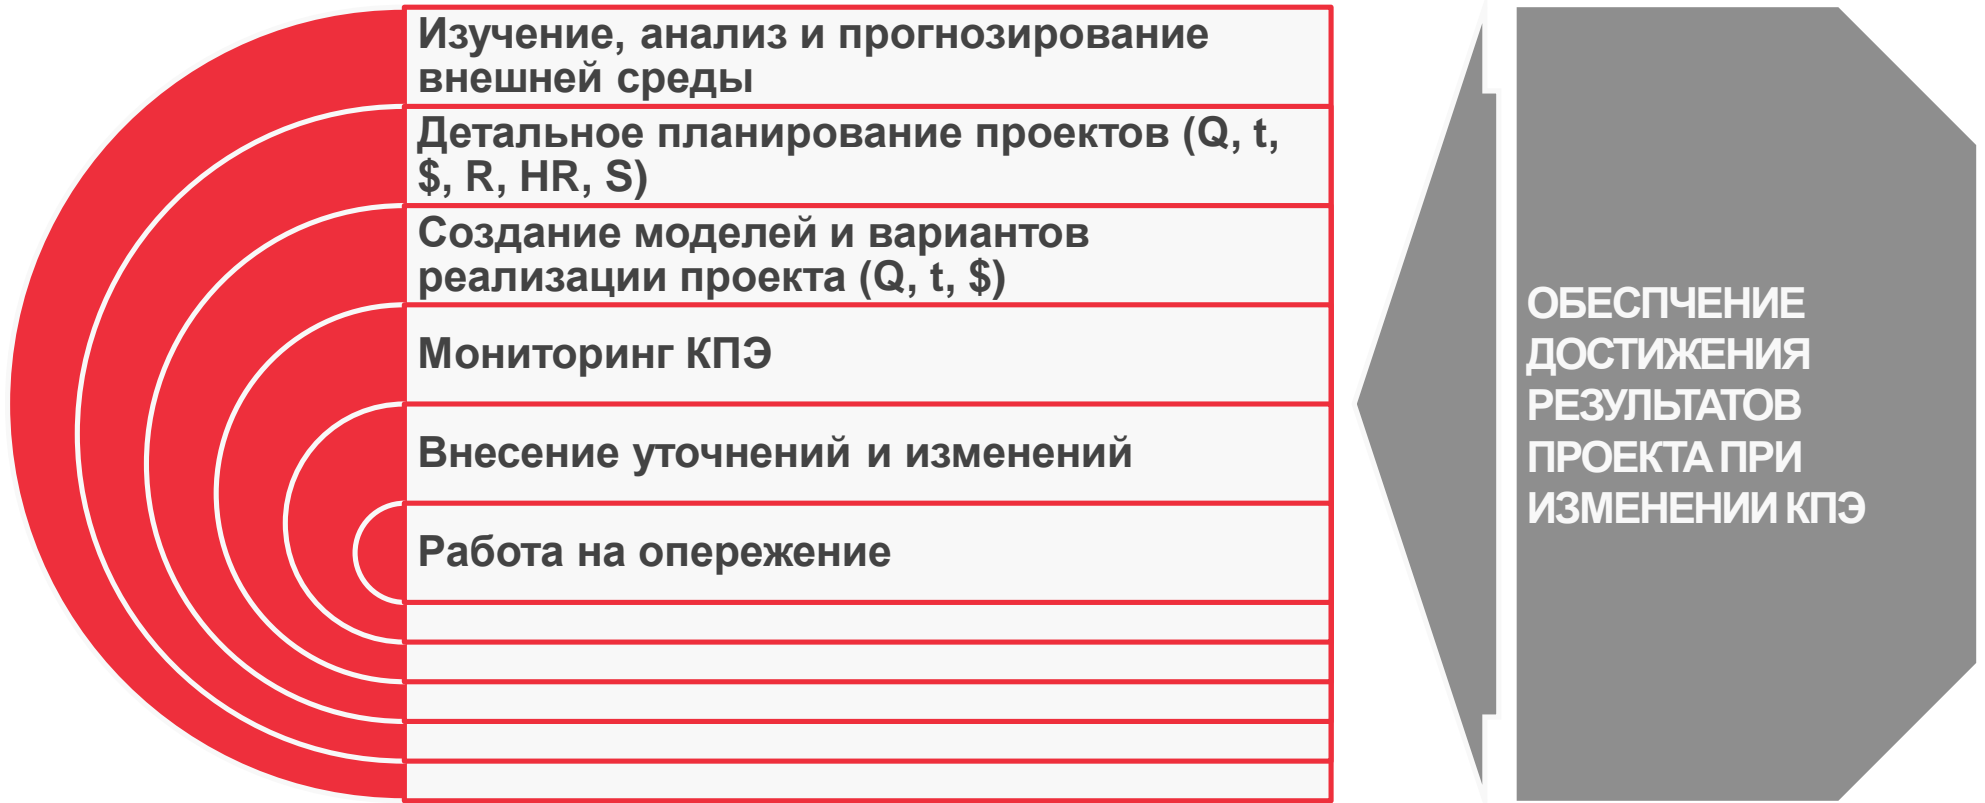 Изучение, анализ и прогнозирование
внешней среды
Детальное планирование проектов (Q, t,
$, R, HR, S)
Создание моделей и вариантов
реализации проекта (Q, t, $)
Мониторинг КПЭ
Внесение уточнений и изменений
Работа на опережение
ОБЕСПЧЕНИЕ
ДОСТИЖЕНИЯ
РЕЗУЛЬТАТОВ
ПРОЕКТА ПРИ
ИЗМЕНЕНИИ КПЭ